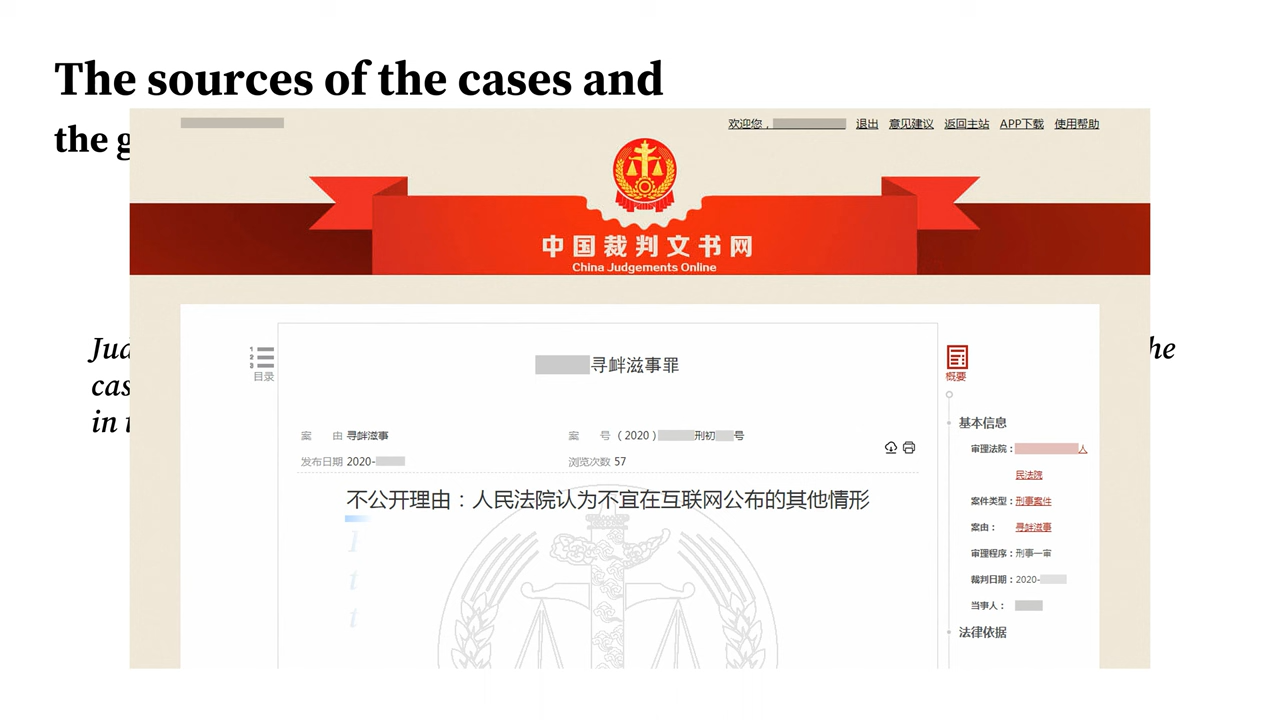 The sources of the cases and
the g
欢迎您， 退出 意见建议 返回主站 APP下载 使用帮助
中国裁判文书网
China Judgements Online
目录
寻衅滋事罪
概要
案 由 寻衅滋事 案 号 （2020） 刑初 号
发布日期 2020- 浏览次数 57
不公开理由：人民法院认为不宜在互联网公布的其他情形
基本信息
审理法院： 人
民法院
案件类型：刑事案件
案由： 寻衅滋事
审理程序：刑事一审
裁判日期：2020-
当事人：
法律依据
he
cas
in